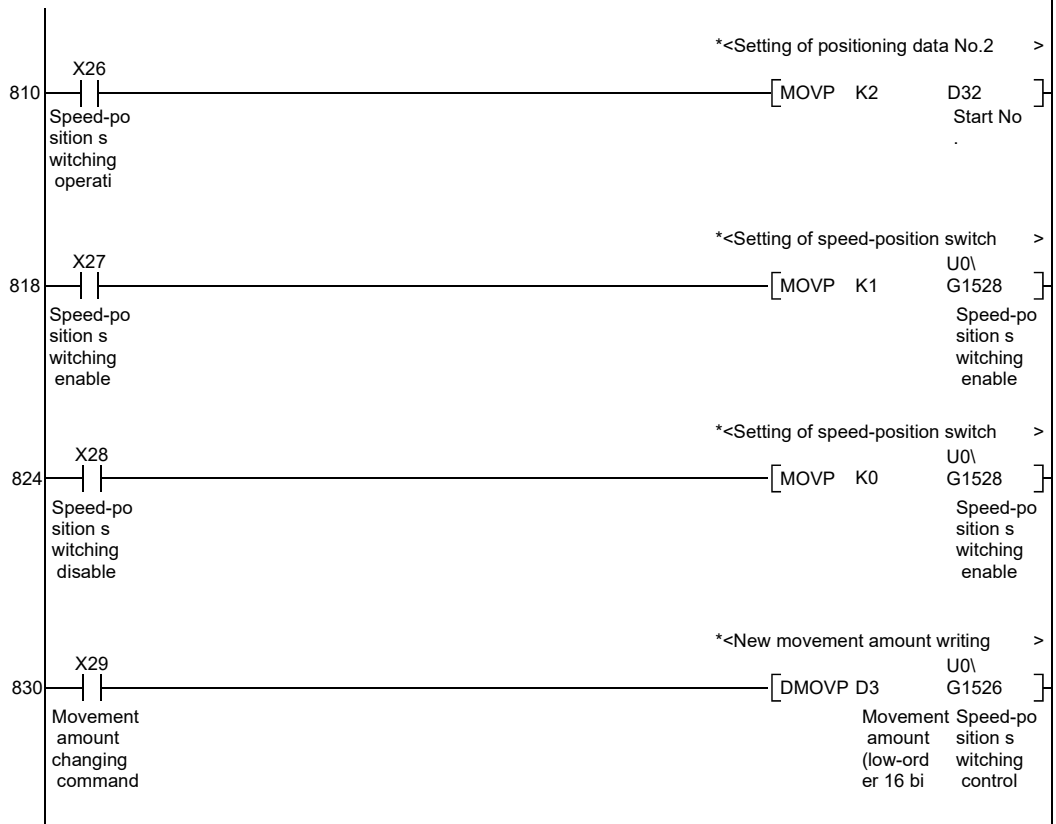 *<Setting of positioning data No.2 >
X26
810 MOVP K2 D32
Speed-po Start No
sition s .
witching
operati
*<Setting of speed-position switch >
X27 U0\
818 MOVP K1 G1528
Speed-po Speed-po
sition s sition s
witching witching
enable enable
*<Setting of speed-position switch >
X28 U0\
824 MOVP K0 G1528
Speed-po Speed-po
sition s sition s
witching witching
disable enable
*<New movement amount writing >
X29 U0\
830 DMOVP D3 G1526
Movement Movement Speed-po
amount amount sition s
changing (low-ord witching
command er 16 bi control